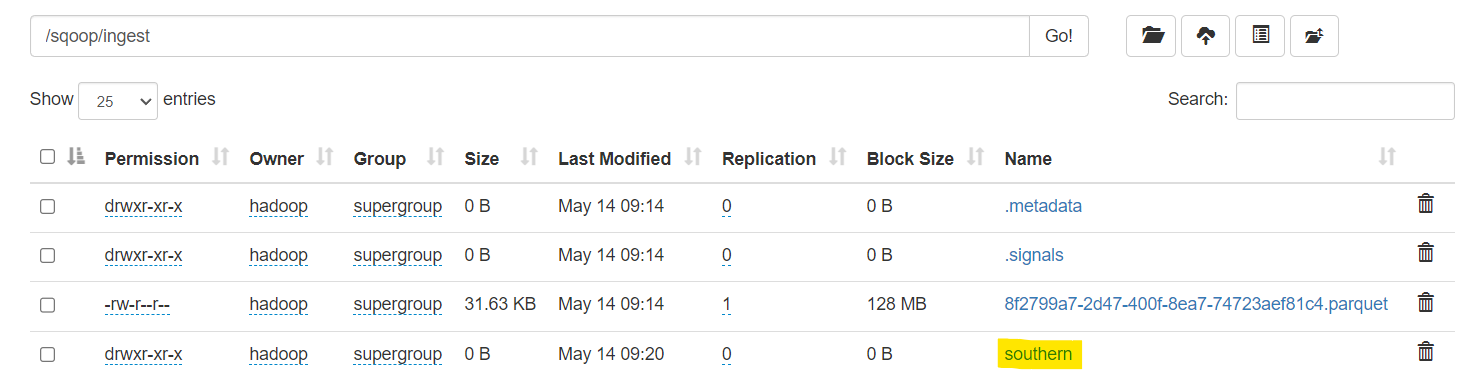 /sqoop/ingest Go!
Show 25 entries Search:
Permission Owner Group Size Last Modified Replication Block Size Name
drwxr-xr-x hadoop supergroup 0 B May 14 09:14 0 0 B .metadata
drwxr-xr-x hadoop supergroup 0 B May 14 09:14 0 0 B .signals
-rw-r--r-- hadoop supergroup 31.63 KB May 14 09:14 1 128 MB 8f2799a7-2d47-400f-8ea7-74723aef81c4.parquet
drwxr-xr-x hadoop supergroup 0 B May 14 09:20 0 0 B southern